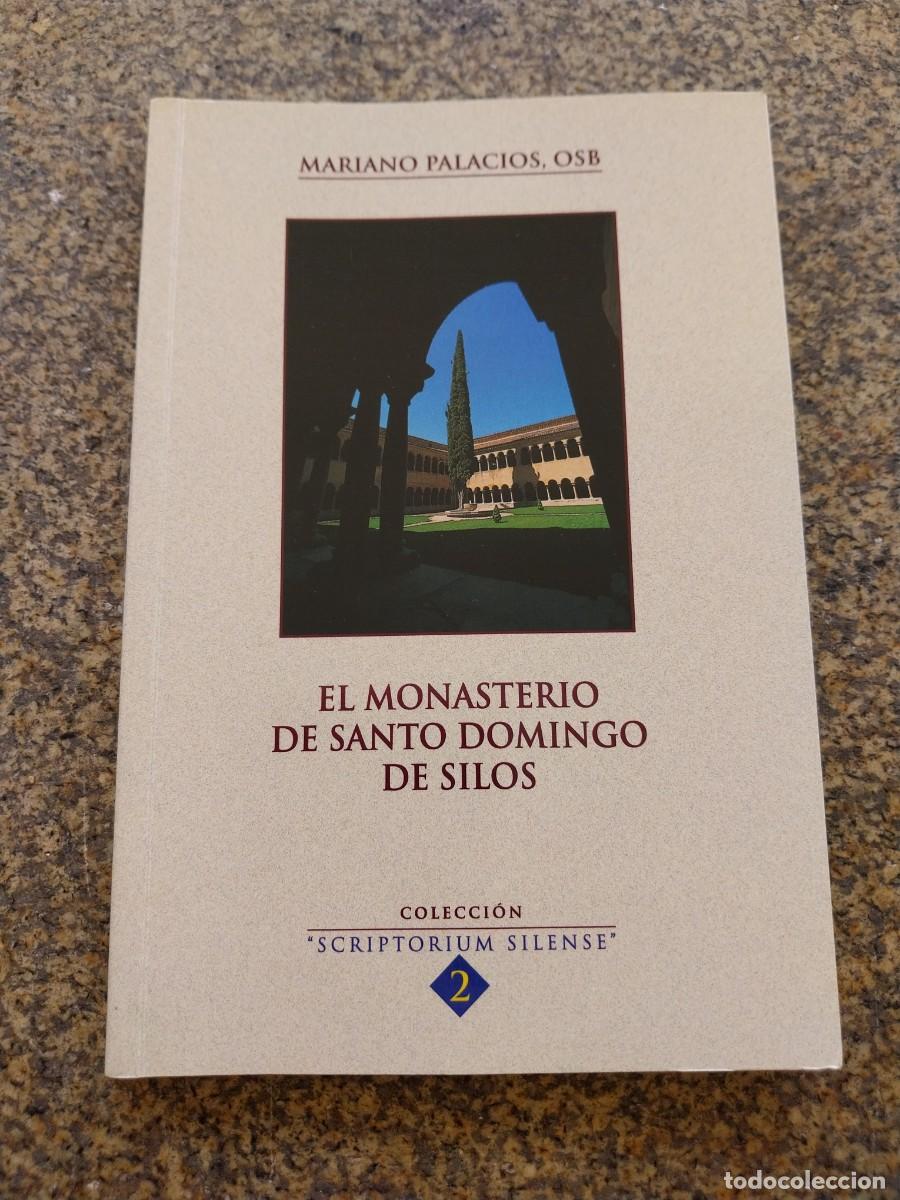 MARIANO PALACIOS, OSB
EL MONASTERIO
DE SANTO DOMINGO
DE SILOS
COLECCIÓN
"SCRIPTORIUM SILENSE"
2
todocoleccion